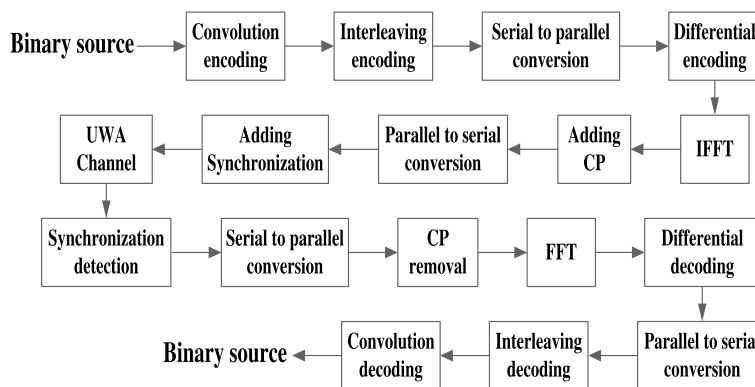 Binary source
Convolution
encoding
Interleaving
encoding
Serial to parallel
conversion
Differential
encoding
UWA
Channel
Adding
Synchronization
Parallel to serial
conversion
Adding
CP
IFFT
Synchronization
detection
Serial to parallel
conversion
CP
removal
FFT
Differential
decoding
Binary source
Convolution
decoding
Interleaving
decoding
Parallel to serial
conversion